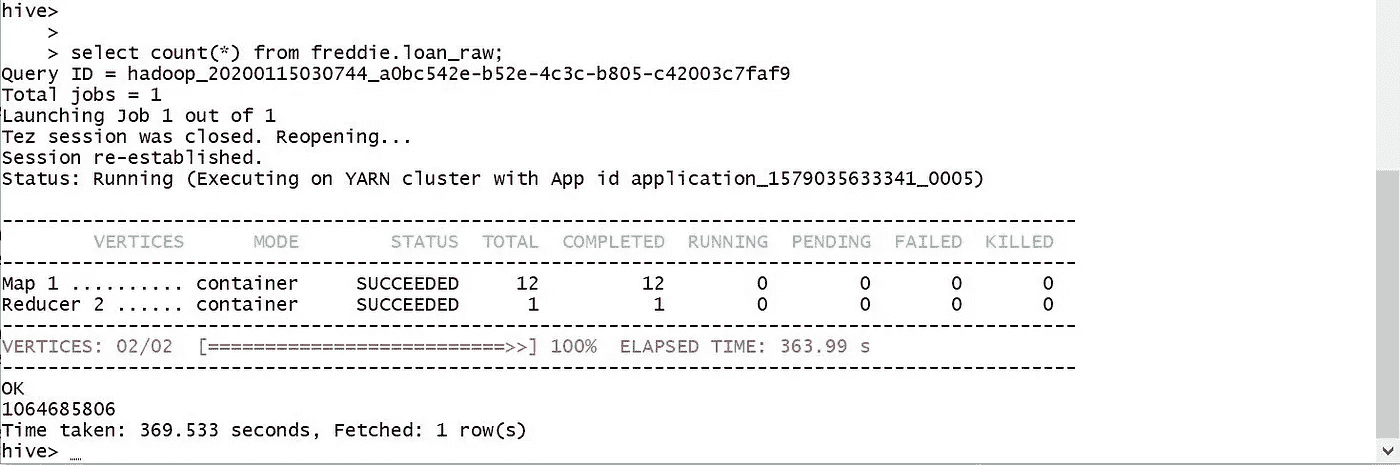 hive>
    >
    > select count(*) from freddie.loan_raw;
Query ID = hadoop_20200115030744_a0bc542e-b52e-4c3c-b805-c42003c7faf9
Total jobs = 1
Launching Job 1 out of 1
Tez session was closed. Reopening...
Session re-established.
Status: Running (Executing on YARN cluster with App id application_1579035633341_0005)
----------------------------------------------------------------------------------------------
        VERTICES      MODE        STATUS  TOTAL  COMPLETED  RUNNING  PENDING  FAILED  KILLED
----------------------------------------------------------------------------------------------
Map 1 .......... container     SUCCEEDED     12         12        0        0       0       0
Reducer 2 ...... container     SUCCEEDED      1          1        0        0       0       0
----------------------------------------------------------------------------------------------
VERTICES: 02/02  [==========================>>] 100%  ELAPSED TIME: 363.99 s
----------------------------------------------------------------------------------------------
OK
1064685806
Time taken: 369.533 seconds, Fetched: 1 row(s)
hive>